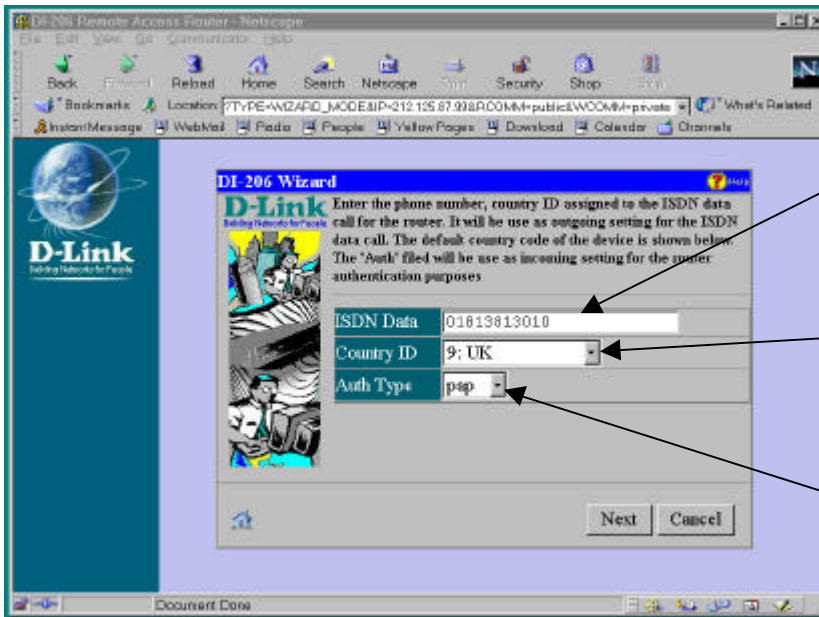 DI-206 Remote Access Router - Netscape
File Edit View Go Communicator Help
Back Forward Reload Home Search Netscape Print Security Shop Stop
Bookmarks Location: ?TYPE=WIZARD_MODE&IP=212.125.87.99&RCOMM=public&WCOMM=private What's Related
InstantMessage WebMail Radio People Yellow Pages Download Calendar Channels
D-Link
Building Networks for People
DI-206 Wizard
Help
D-Link
Building Networks for People
Enter the phone number, country ID assigned to the ISDN data
call for the router. It will be use as outgoing setting for the ISDN
data call. The default country code of the device is shown below.
The "Auth" filed will be use as incoming setting for the router
authentication purposes
ISDN Data 01813813010
Country ID 9: UK
Auth Type pap
Next Cancel
Document Done